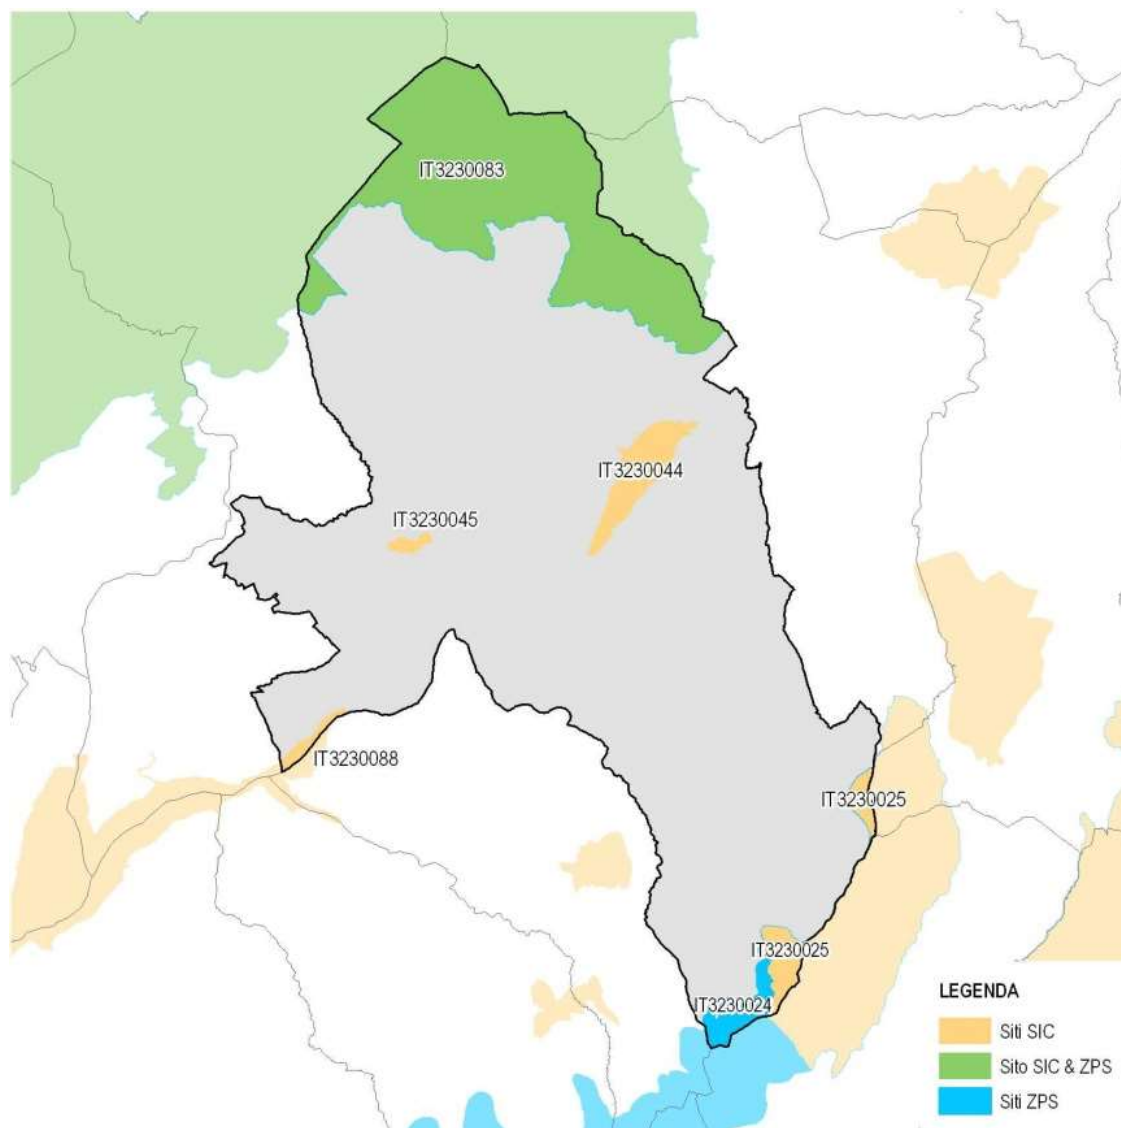 IT3230083
IT3230044
IT3230045
IT3230088
IT3230025
IT3230025
IT3230024
LEGENDA
Siti SIC
Sito SIC & ZPS
Siti ZPS